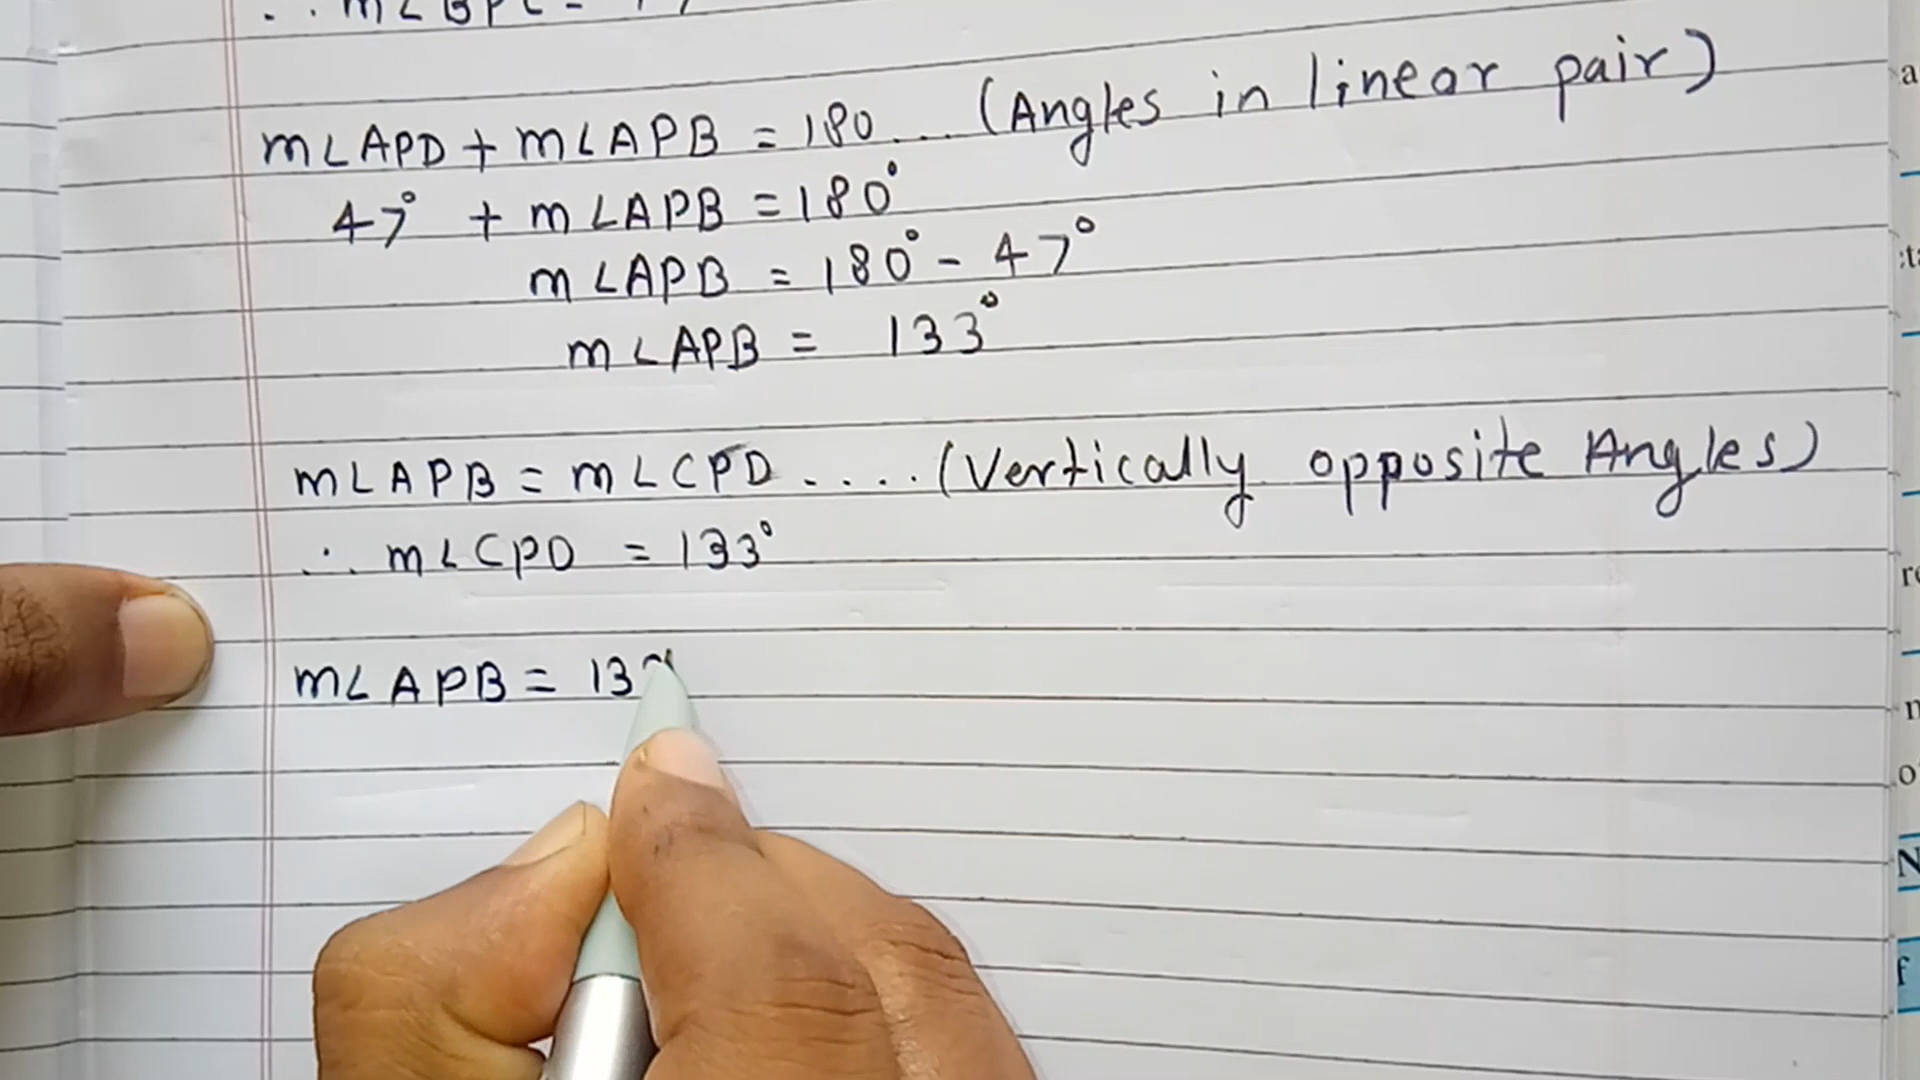 ∴ m∠BPC =
m∠APD + m∠APB = 180 ... (Angles in linear pair)
47° + m∠APB = 180°
m∠APB = 180° - 47°
m∠APB = 133°
m∠APB = m∠CPD .... (Vertically opposite Angles)
∴ m∠CPD = 133°
m∠APB = 13